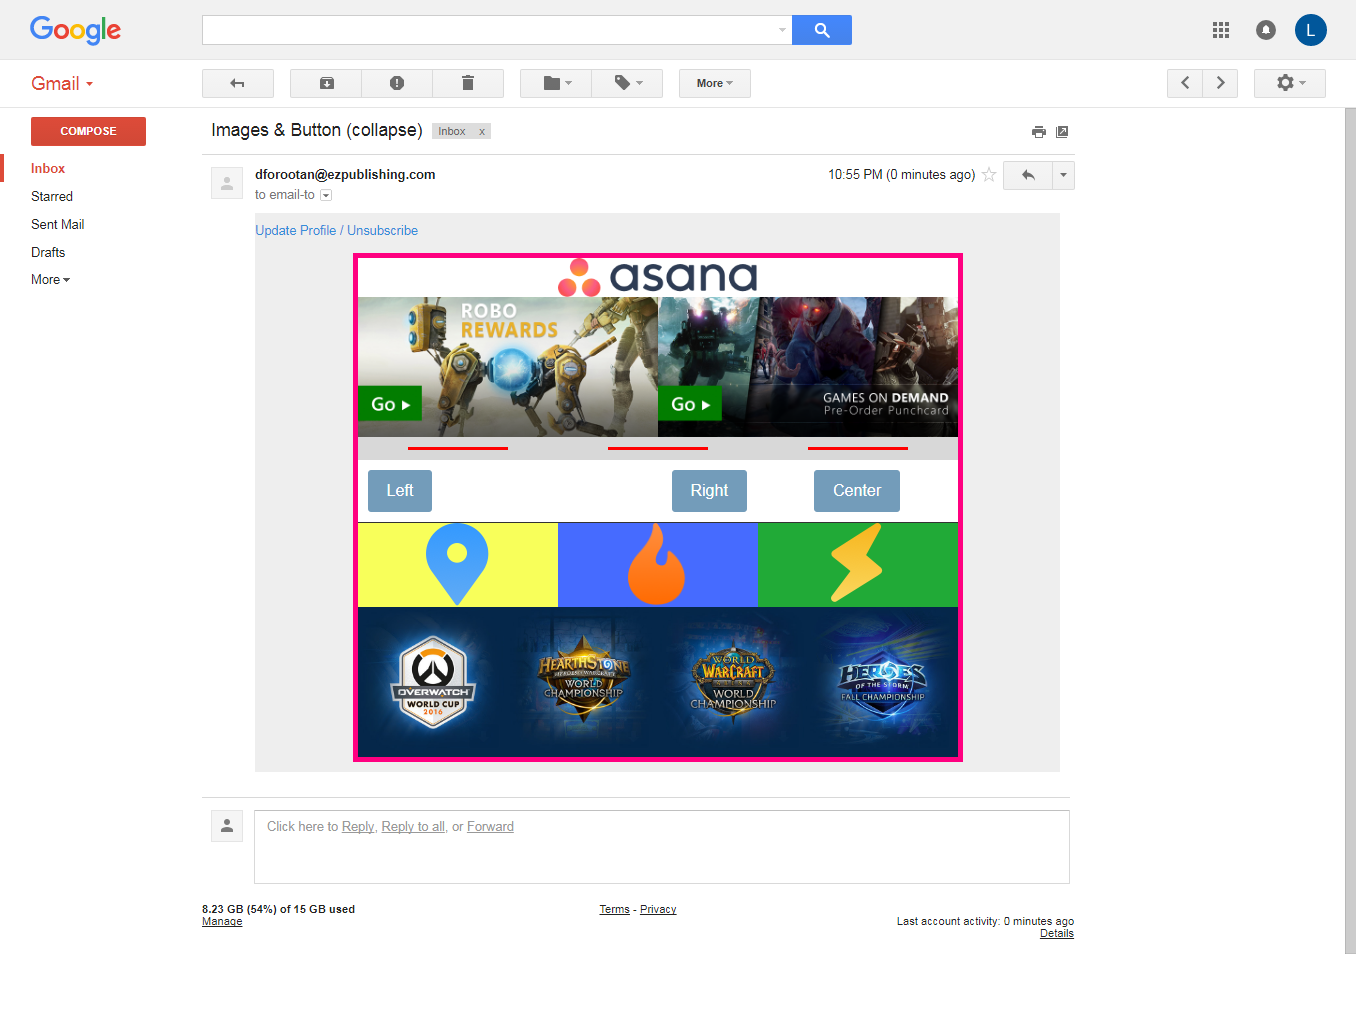 Google
L
Gmail
More
COMPOSE
Images & Button (collapse)
Inbox x
Inbox
Starred
Sent Mail
Drafts
More
dforootan@ezpublishing.com
10:55 PM (0 minutes ago)
to email-to
Update Profile / Unsubscribe
asana
ROBO
REWARDS
Go
Go
GAMES ON DEMAND
Pre-Order Punchcard
Left
Right
Center
OVERWATCH
WORLD CUP
2016
HEARTHSTONE
HEROES OF WARCRAFT
WORLD
CHAMPIONSHIP
WORLD
WARCRAFT
WORLD
CHAMPIONSHIP
HEROES
OF THE STORM
FALL CHAMPIONSHIP
Click here to Reply, Reply to all, or Forward
8.23 GB (54%) of 15 GB used
Manage
Terms - Privacy
Last account activity: 0 minutes ago
Details